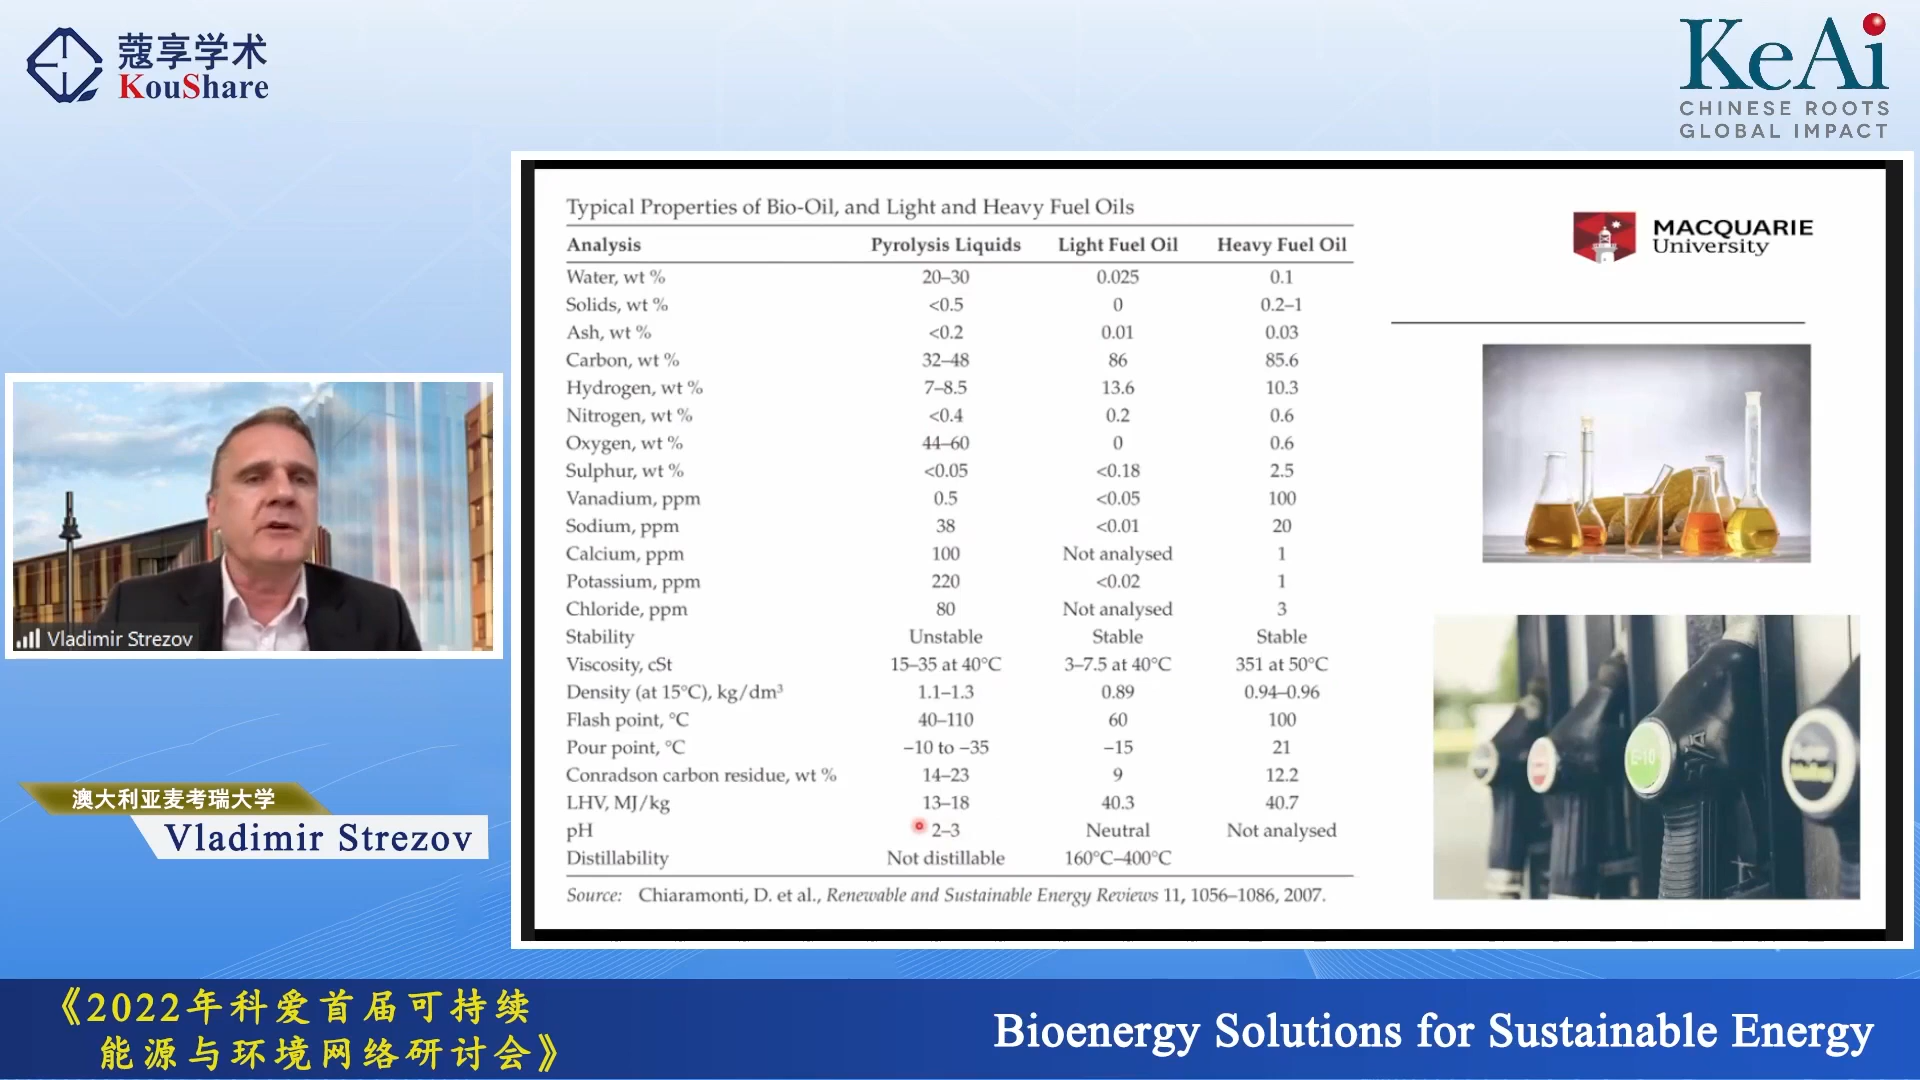 蔻享学术
KouShare
KeAi
CHINESE ROOTS
GLOBAL IMPACT
Typical Properties of Bio-Oil, and Light and Heavy Fuel Oils
Analysis Pyrolysis Liquids Light Fuel Oil Heavy Fuel Oil
Water, wt % 20–30 0.025 0.1
Solids, wt % <0.5 0 0.2–1
Ash, wt % <0.2 0.01 0.03
Carbon, wt % 32–48 86 85.6
Hydrogen, wt % 7–8.5 13.6 10.3
Nitrogen, wt % <0.4 0.2 0.6
Oxygen, wt % 44–60 0 0.6
Sulphur, wt % <0.05 <0.18 2.5
Vanadium, ppm 0.5 <0.05 100
Sodium, ppm 38 <0.01 20
Calcium, ppm 100 Not analysed 1
Potassium, ppm 220 <0.02 1
Chloride, ppm 80 Not analysed 3
Stability Unstable Stable Stable
Viscosity, cSt 15–35 at 40°C 3–7.5 at 40°C 351 at 50°C
Density (at 15°C), kg/dm³ 1.1–1.3 0.89 0.94–0.96
Flash point, °C 40–110 60 100
Pour point, °C −10 to −35 −15 21
Conradson carbon residue, wt % 14–23 9 12.2
LHV, MJ/kg 13–18 40.3 40.7
pH 2–3 Neutral Not analysed
Distillability Not distillable 160°C–400°C
Source: Chiaramonti, D. et al., Renewable and Sustainable Energy Reviews 11, 1056–1086, 2007.
MACQUARIE
University
E-10
Vladimir Strezov
澳大利亚麦考瑞大学
Vladimir Strezov
《2022年科爱首届可持续
能源与环境网络研讨会》
Bioenergy Solutions for Sustainable Energy